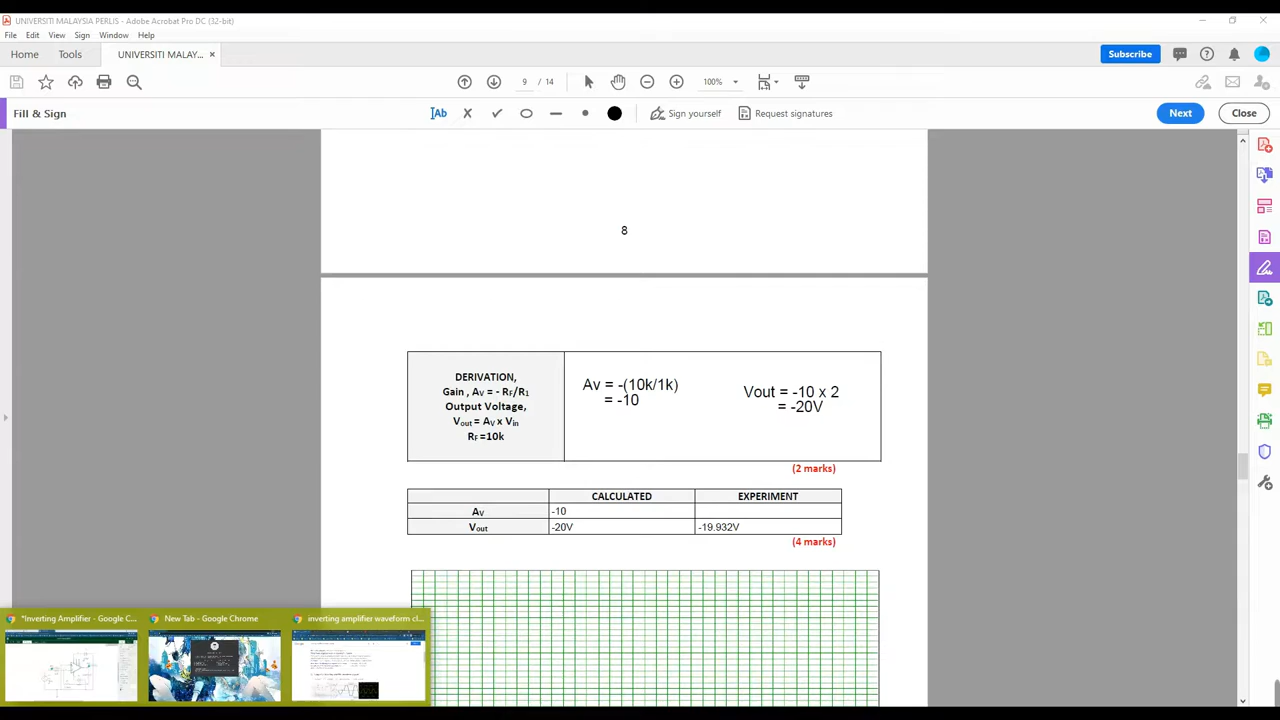 UNIVERSITI MALAYSIA PERLIS - Adobe Acrobat Pro DC (32-bit)
File Edit View Sign Window Help
Home Tools UNIVERSITI MALAY... × Subscribe
9 / 14 100%
Fill & Sign Ab Sign yourself Request signatures Next Close
8
DERIVATION,
Gain , AV = - RF/R1
Output Voltage,
Vout = AV x Vin
RF =10k
Av = -(10k/1k)
= -10
Vout = -10 x 2
= -20V
(2 marks)
CALCULATED EXPERIMENT
AV -10
Vout -20V -19.932V
(4 marks)
*Inverting Amplifier - Google C... New Tab - Google Chrome inverting amplifier waveform cl...